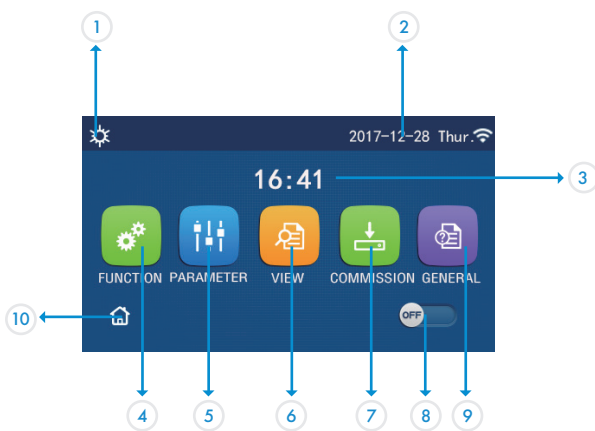 1 2
2017-12-28 Thur.
16:41 3
FUNCTION PARAMETER VIEW COMMISSION GENERAL
10 OFF
4 5 6 7 8 9